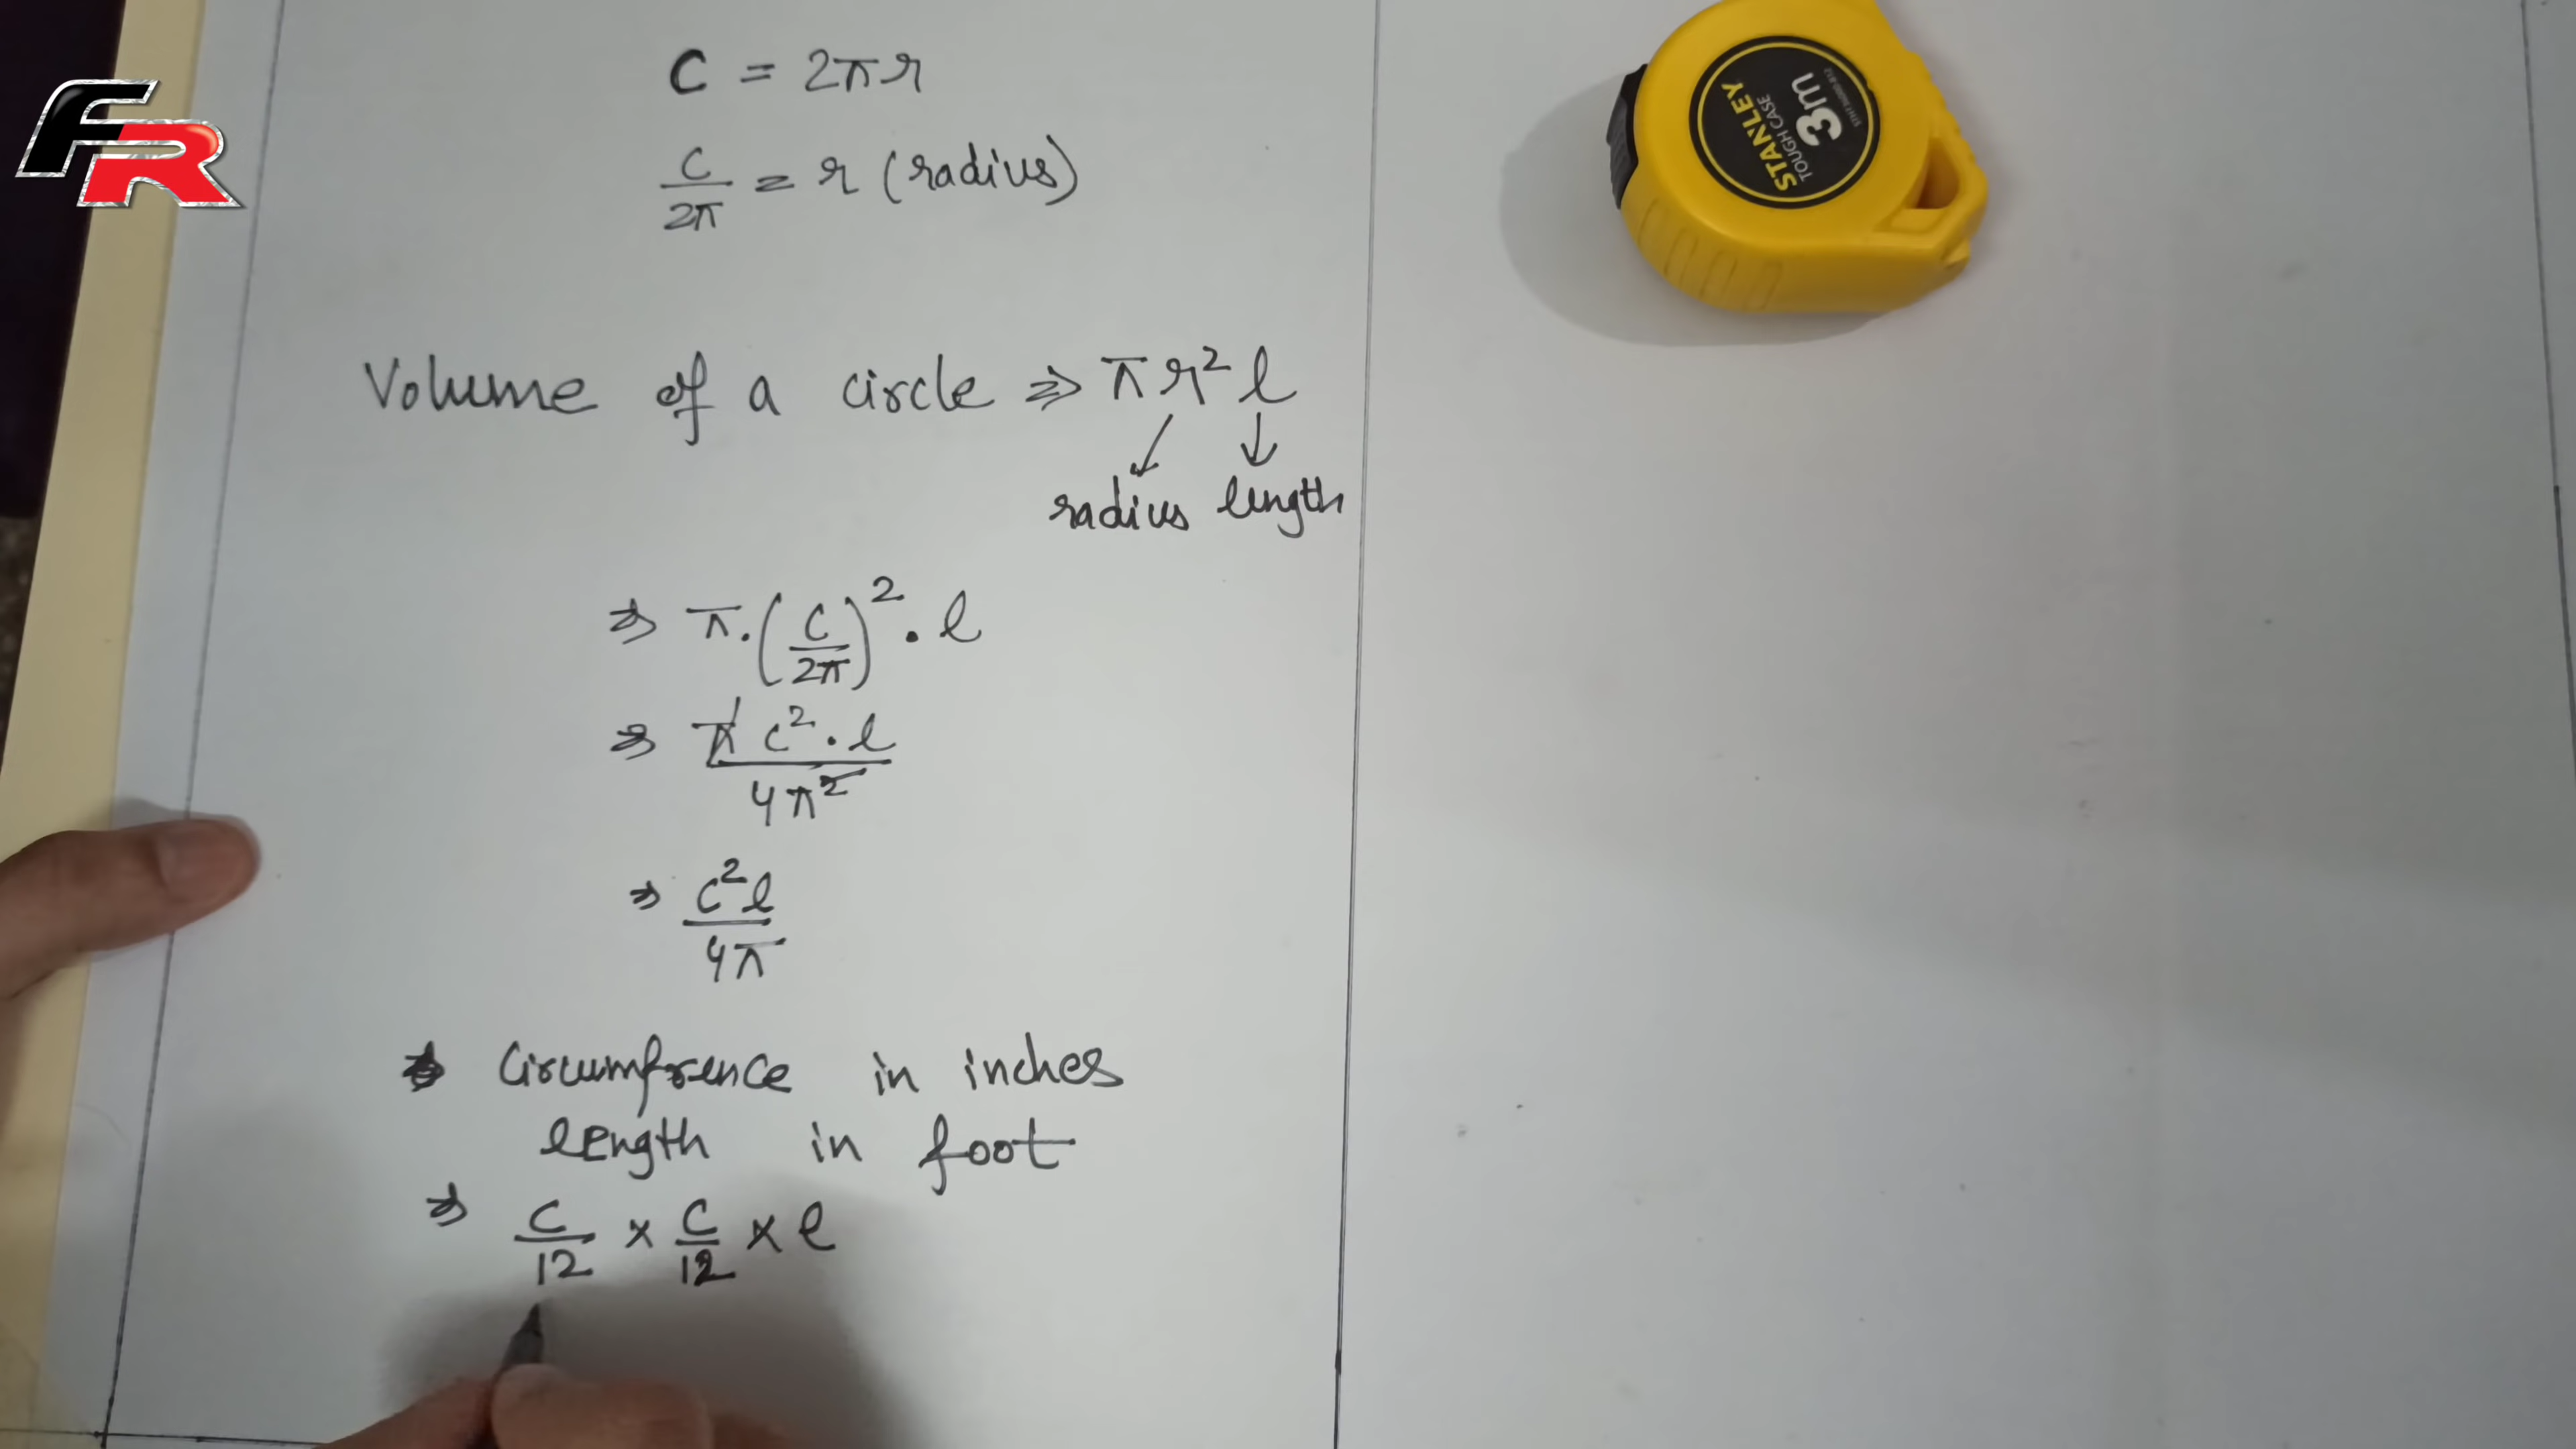 FR
C = 2πr
C/2π = r (radius)
STANLEY
TOUGH CASE
3m
Volume of a circle ⇒ πr²l
radius length
⇒ π.(C/2π)².l
⇒ πc².l/4π²
⇒ c²l/4π
Circumfrence in inches
length in foot
⇒ C/12 × C/12 × l